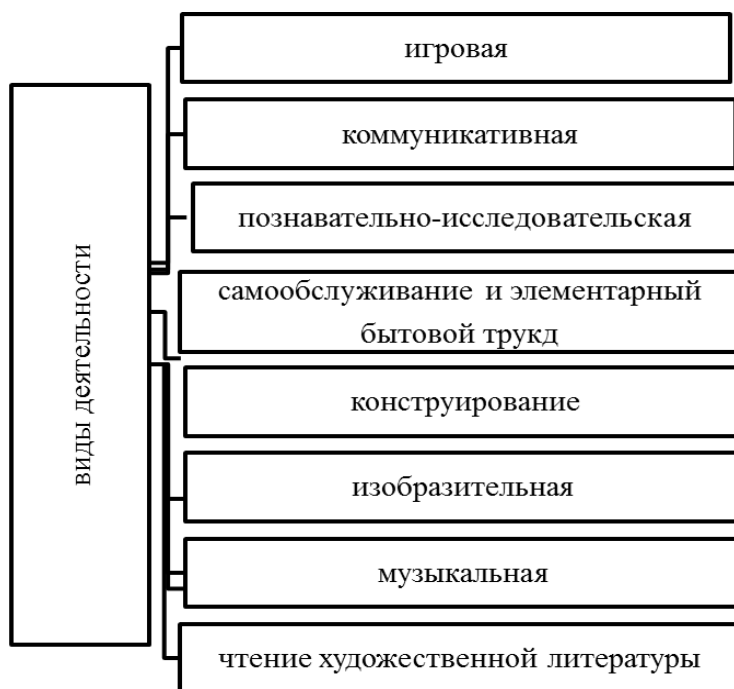 виды деятельности
игровая
коммуникативная
познавательно-исследовательская
самообслуживание и элементарный
бытовой трукд
конструирование
изобразительная
музыкальная
чтение художественной литературы